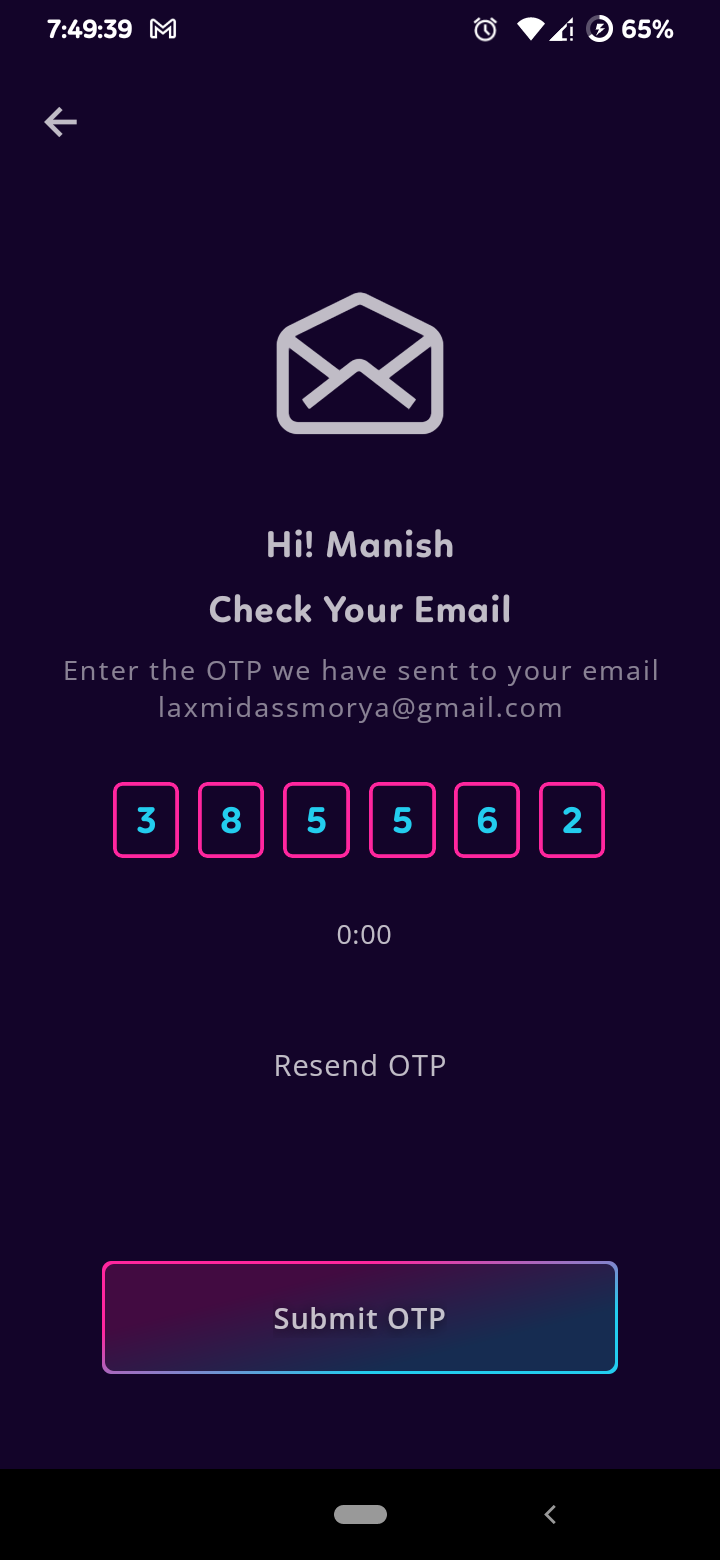 7:49:39 65%
Hi! Manish
Check Your Email
Enter the OTP we have sent to your email
laxmidassmorya@gmail.com
3 8 5 5 6 2
0:00
Resend OTP
Submit OTP